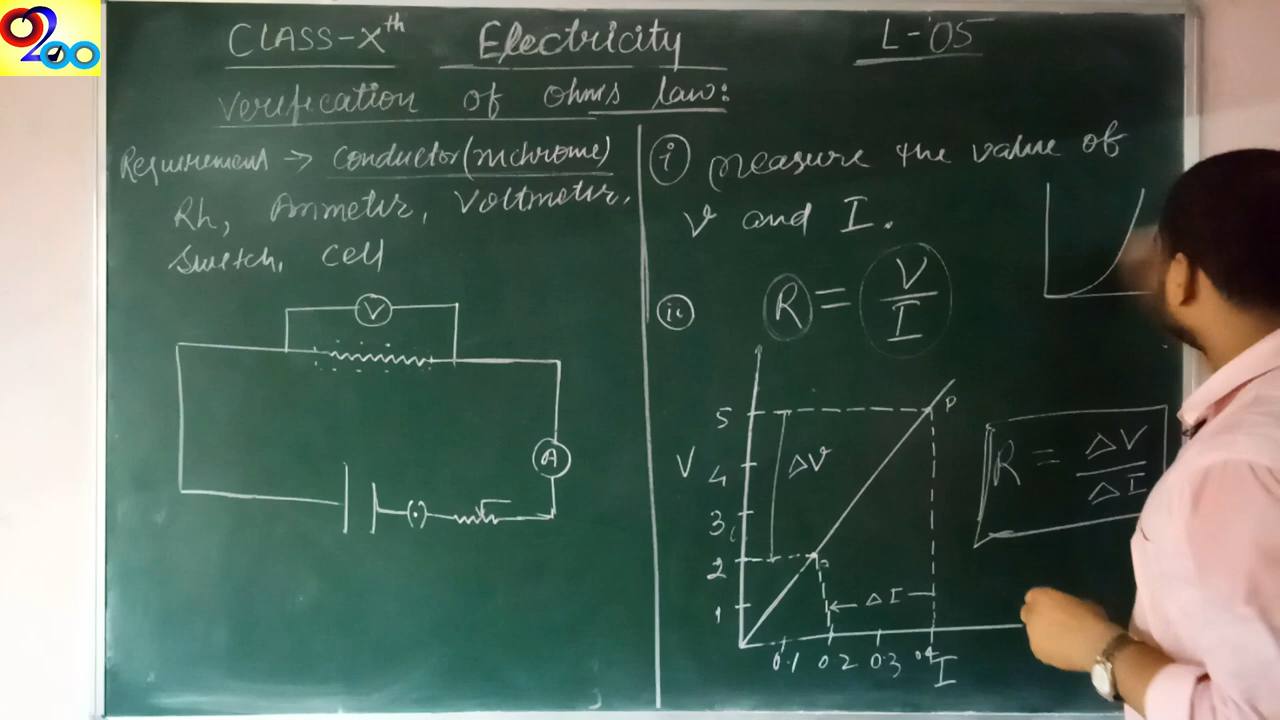 0200
CLASS-Xth Electricity L-05
Verification of ohms law:
Requirement → Conductor (nichrome)
Rh, Ammeter, Voltmeter,
Switch, Cell
V
A
(i) measure the value of
V and I.
(ii) R = V/I
5
4
3
2
1
V
ΔV
P
ΔI
0.1 0.2 0.3 0.4
I
R = ΔV/ΔI